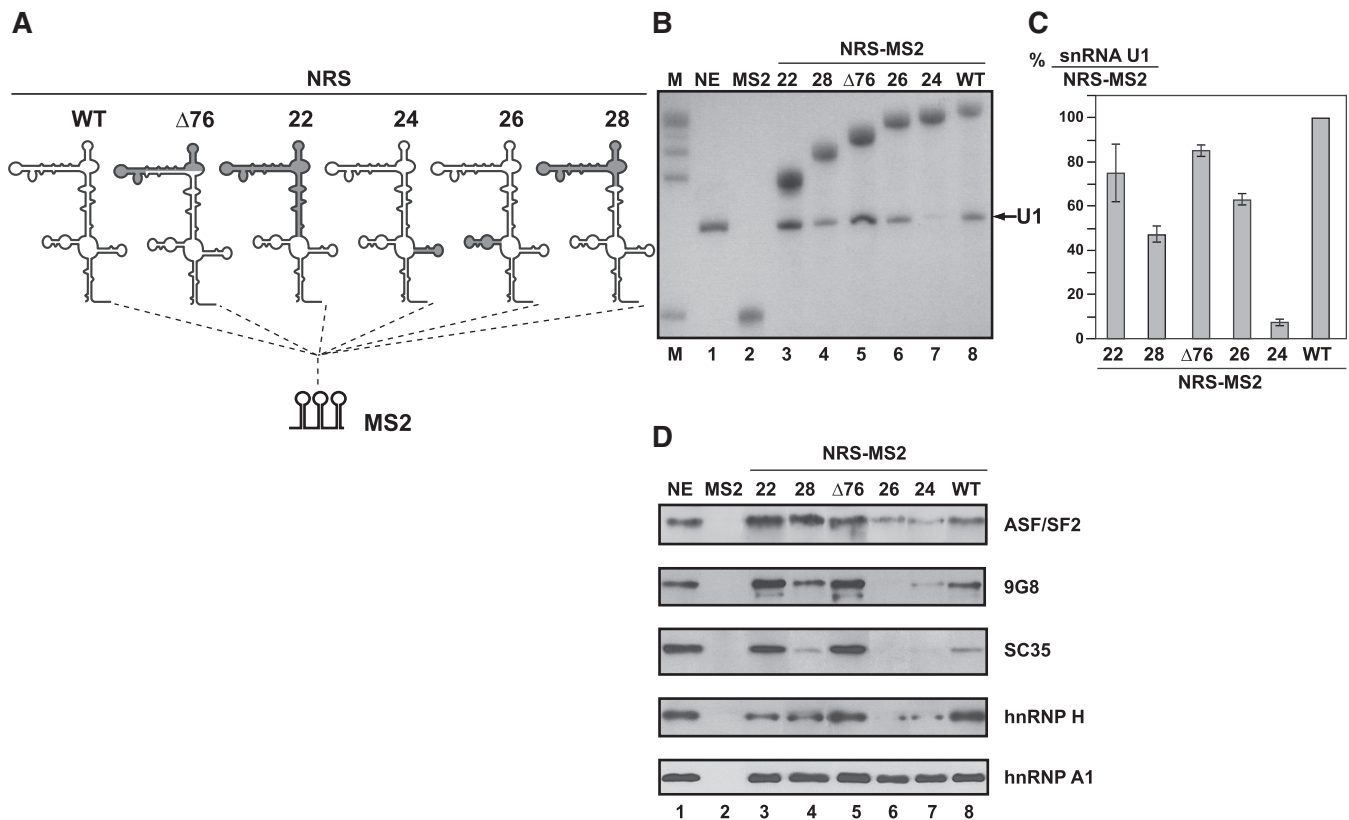 A
NRS
WT Δ76 22 24 26 28
MS2
B
NRS-MS2
M NE MS2 22 28 Δ76 26 24 WT
U1
M 1 2 3 4 5 6 7 8
C
% snRNA U1
NRS-MS2
100
80
60
40
20
0
22 28 Δ76 26 24 WT
NRS-MS2
D
NRS-MS2
NE MS2 22 28 Δ76 26 24 WT
ASF/SF2
9G8
SC35
hnRNP H
hnRNP A1
1 2 3 4 5 6 7 8